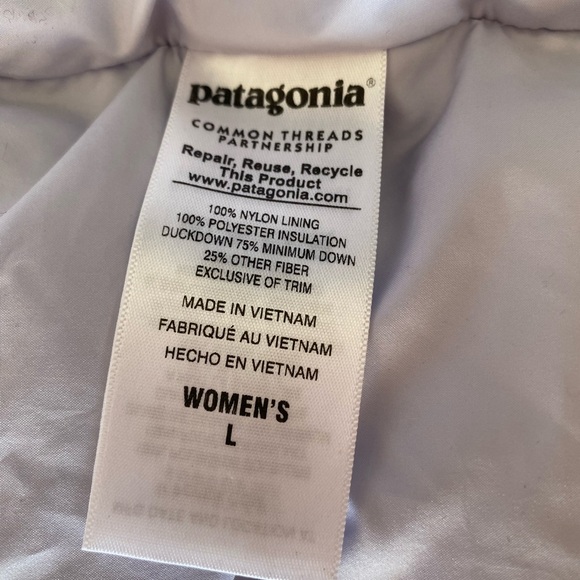 patagonia®
COMMON THREADS
PARTNERSHIP
Repair, Reuse, Recycle
This Product
www.patagonia.com
100% NYLON LINING
100% POLYESTER INSULATION
DUCKDOWN 75% MINIMUM DOWN
25% OTHER FIBER
EXCLUSIVE OF TRIM
MADE IN VIETNAM
FABRIQUÉ AU VIETNAM
HECHO EN VIETNAM
WOMEN'S
L